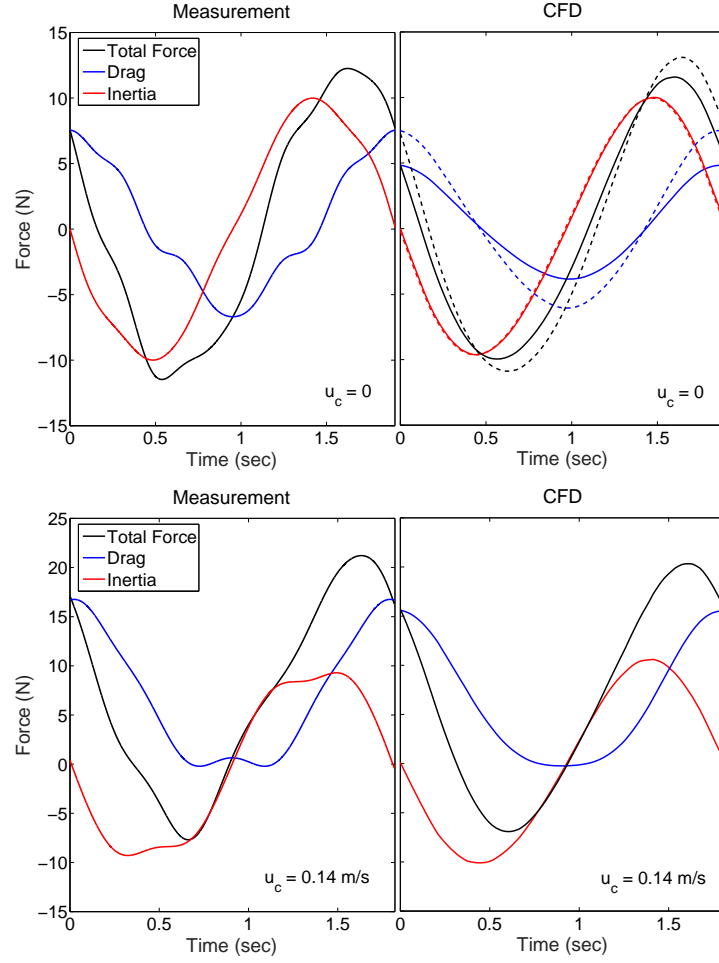 Measurement
CFD
Total Force
Drag
Inertia
15
10
5
0
−5
−10
−15
Force (N)
u_c = 0
u_c = 0
0 0.5 1 1.5
0 0.5 1 1.5
Time (sec)
Time (sec)
Measurement
CFD
Total Force
Drag
Inertia
25
20
15
10
5
0
−5
−10
−15
Force (N)
u_c = 0.14 m/s
u_c = 0.14 m/s
0 0.5 1 1.5
0 0.5 1 1.5
Time (sec)
Time (sec)